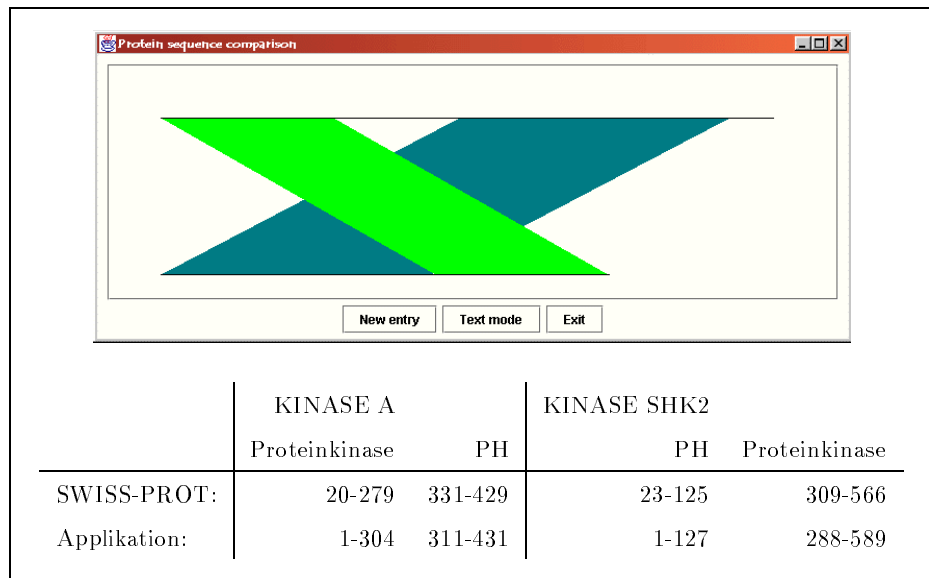 Protein sequence comparison
New entry Text mode Exit
KINASE A KINASE SHK2
Proteinkinase PH PH Proteinkinase
SWISS-PROT: 20-279 331-429 23-125 309-566
Applikation: 1-304 311-431 1-127 288-589